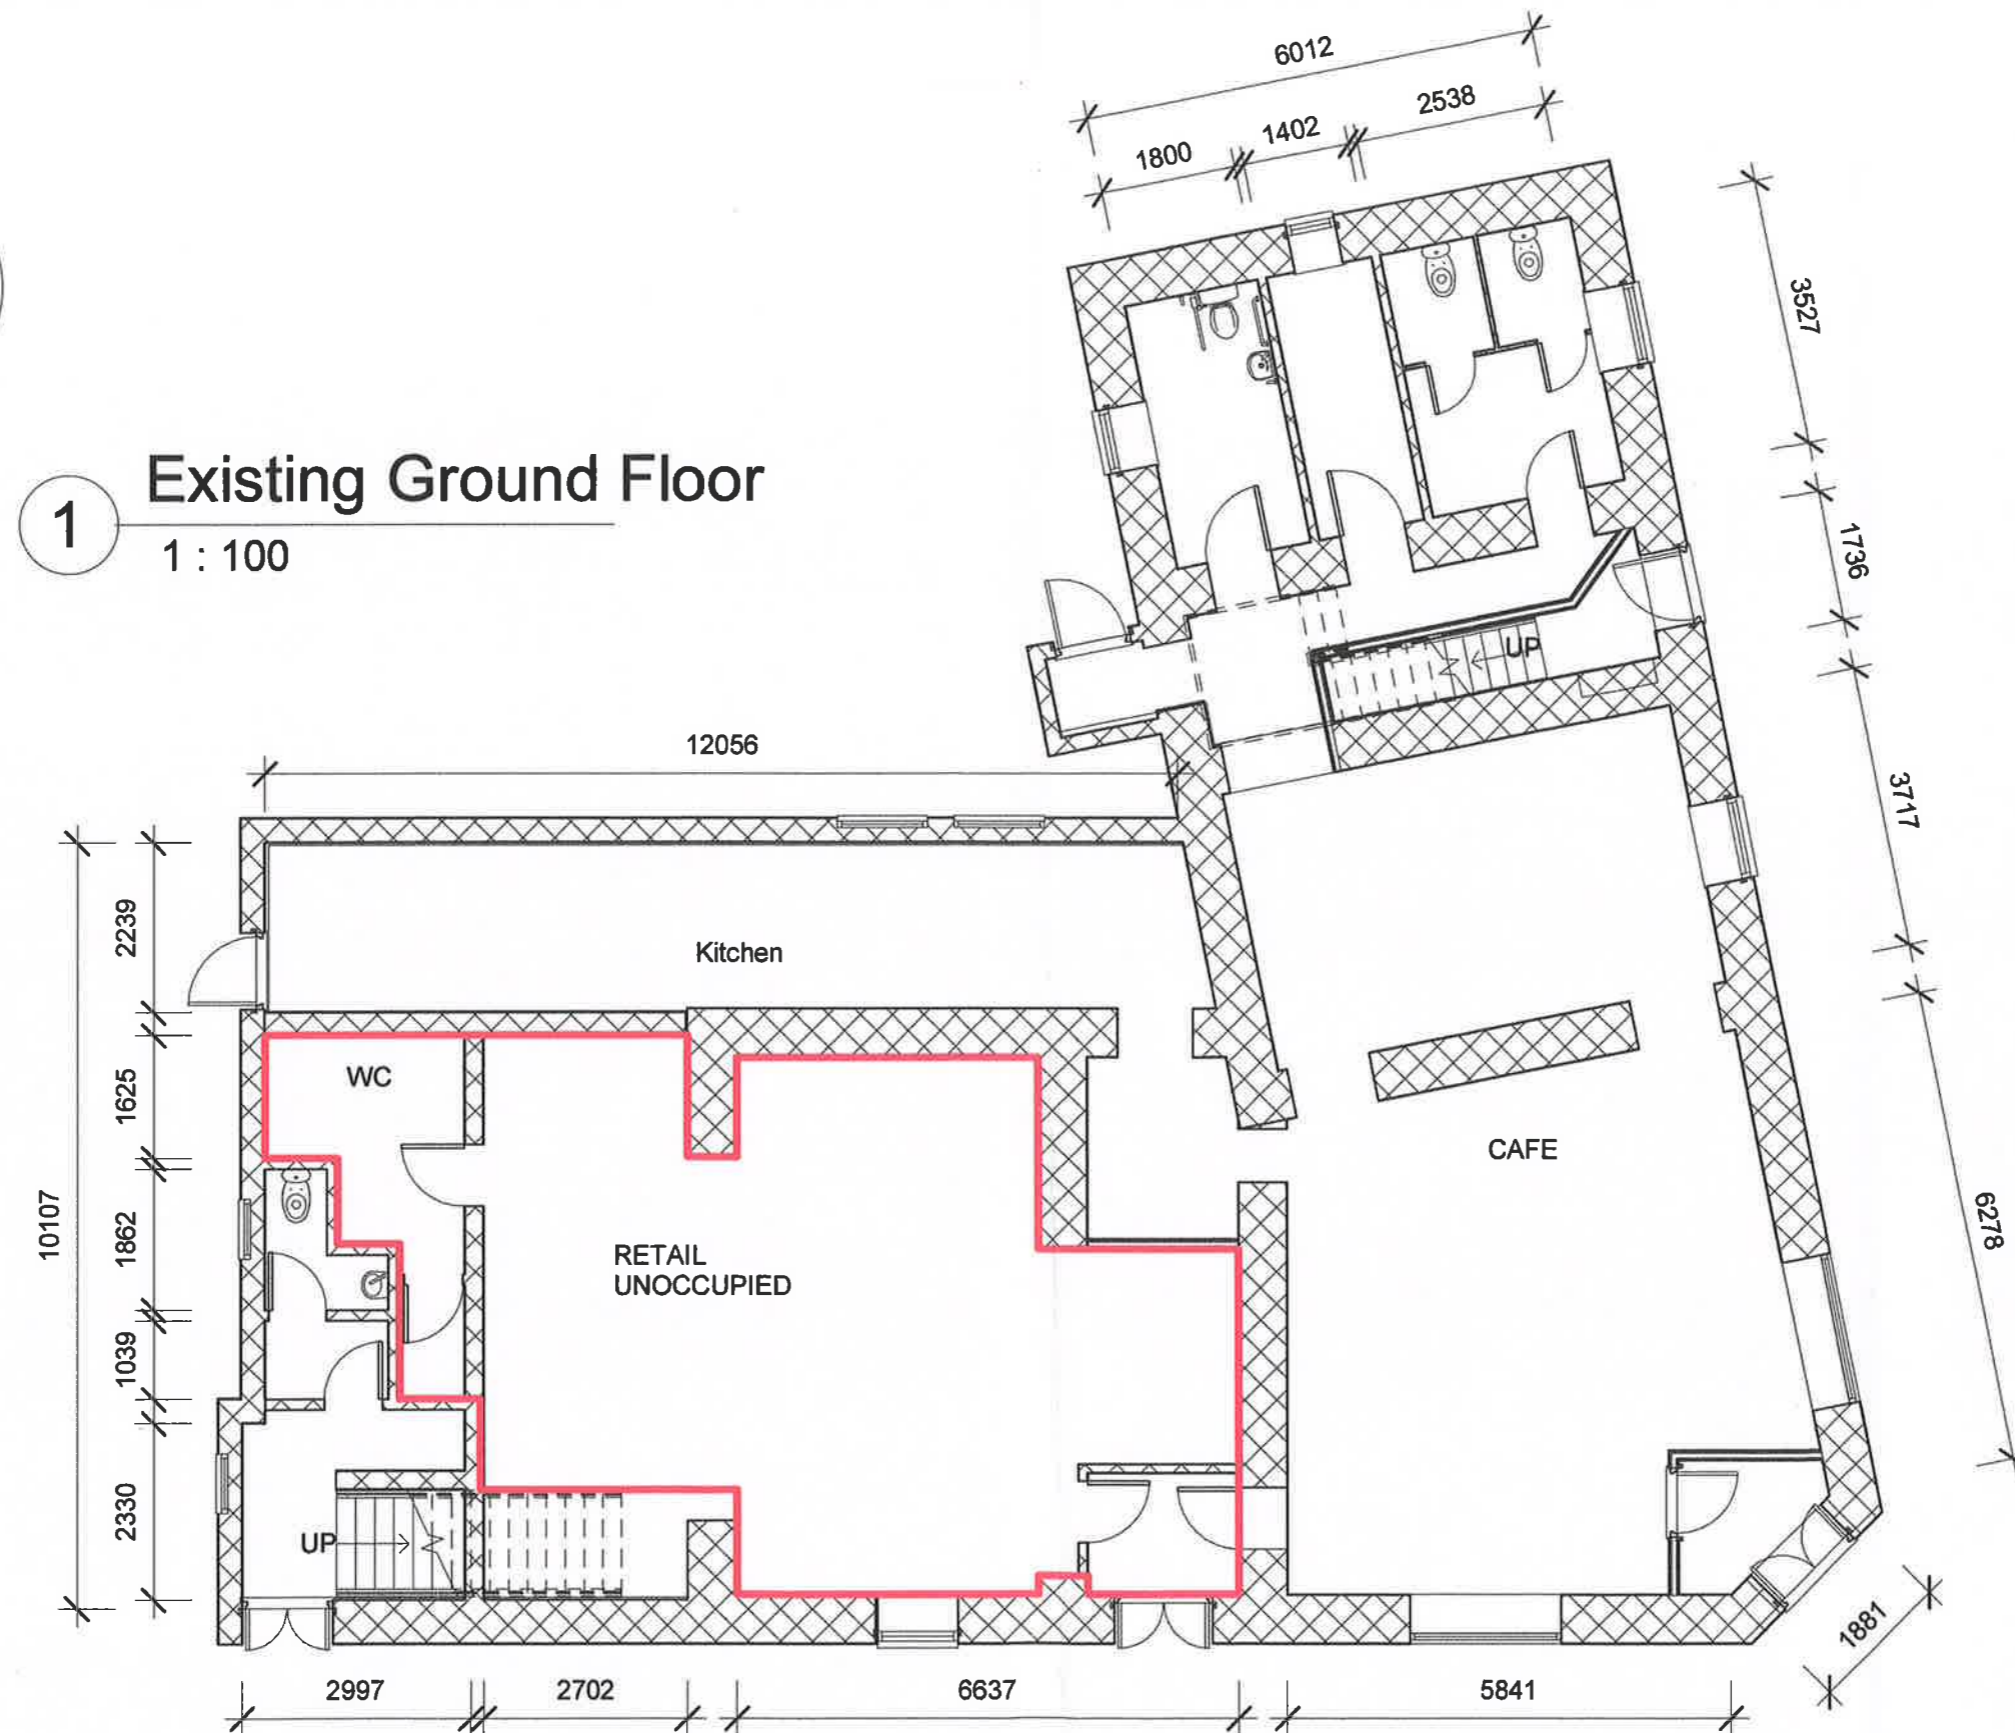 6012
1800
1402
2538
3527
1
Existing Ground Floor
1 : 100
1736
UP
12056
3717
2239
Kitchen
WC
1625
CAFE
10107
1862
RETAIL
UNOCCUPIED
6278
1039
2330
UP
1881
2997
2702
6637
5841